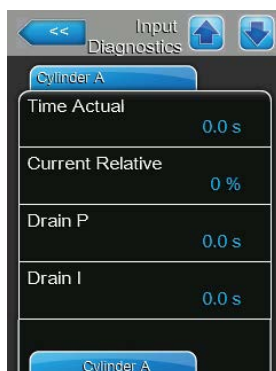 <<
Input
Diagnostics
Cylinder A
Time Actual
0.0 s
Current Relative
0 %
Drain P
0.0 s
Drain I
0.0 s
Cylinder A